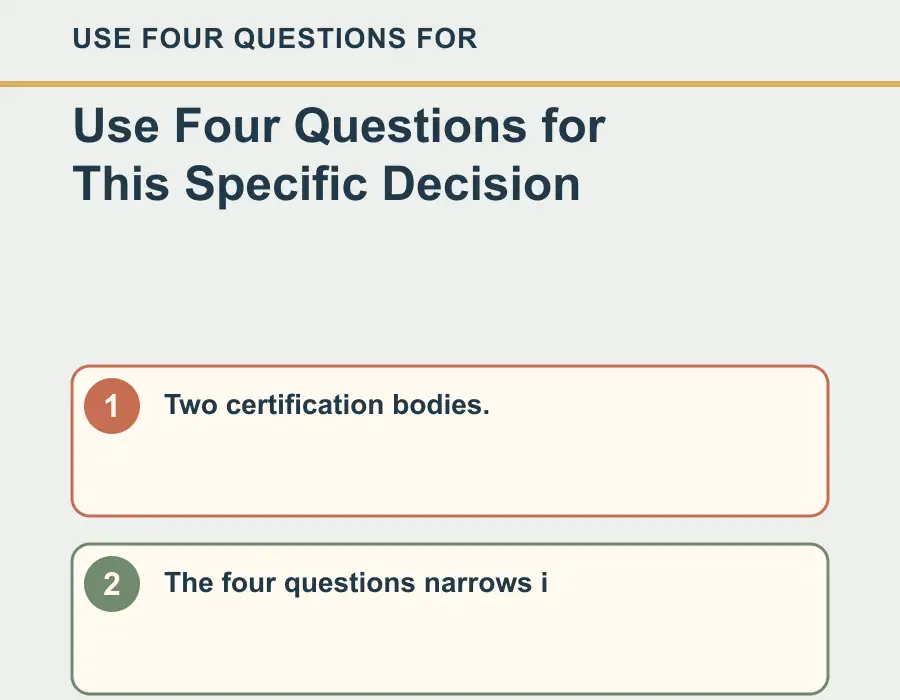 USE FOUR QUESTIONS FOR
Use Four Questions for
This Specific Decision
1
Two certification bodies.
2
The four questions narrows i